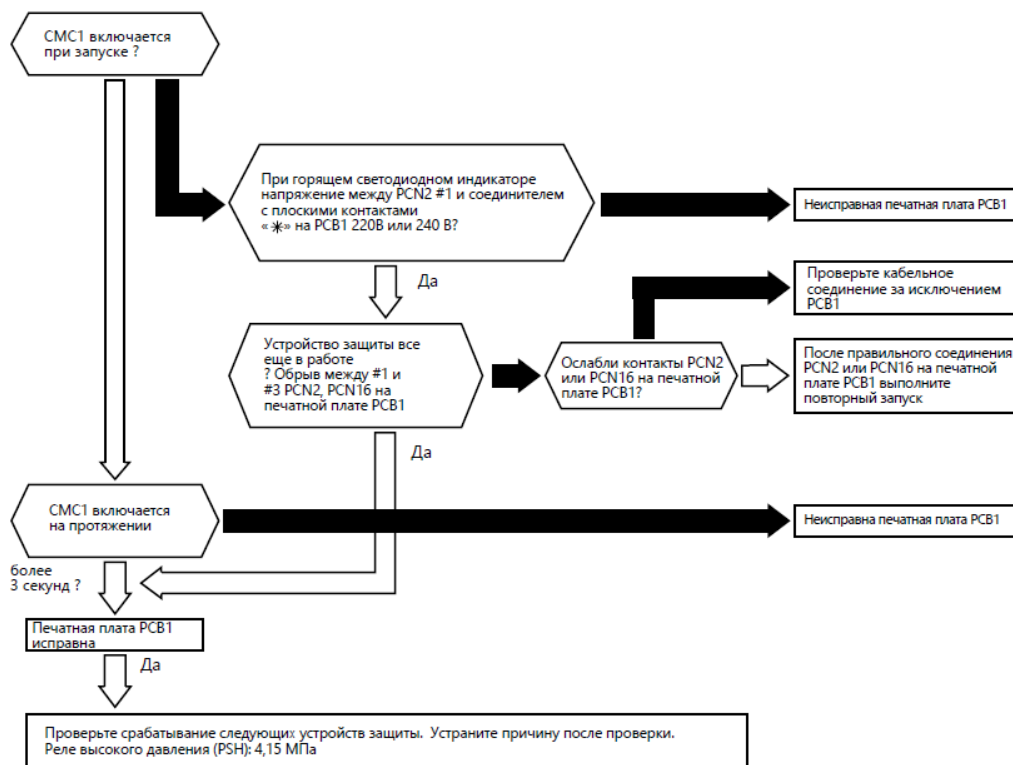 СМС1 включается
при запуске ?
При горящем светодиодном индикаторе
напряжение между PCN2 #1 и соединителем
с плоскими контактами
« ✳» на PCB1 220В или 240 В?
Неисправная печатная плата PCB1
Да
Проверьте кабельное
соединение за исключением
PCB1
Устройство защиты все
еще в работе
? Обрыв между #1 и
#3 PCN2, PCN16 на
печатной плате PCB1
Ослабли контакты PCN2
или PCN16 на печатной
плате PCB1?
После правильного соединения
PCN2 или PCN16 на печатной
плате PCB1 выполните
повторный запуск
Да
СМС1 включается
на протяжении
Неисправна печатная плата PCB1
более
3 секунд ?
Печатная плата PCB1
исправна
Да
Проверьте срабатывание следующих устройств защиты. Устраните причину после проверки.
Реле высокого давления (PSH): 4,15 МПа